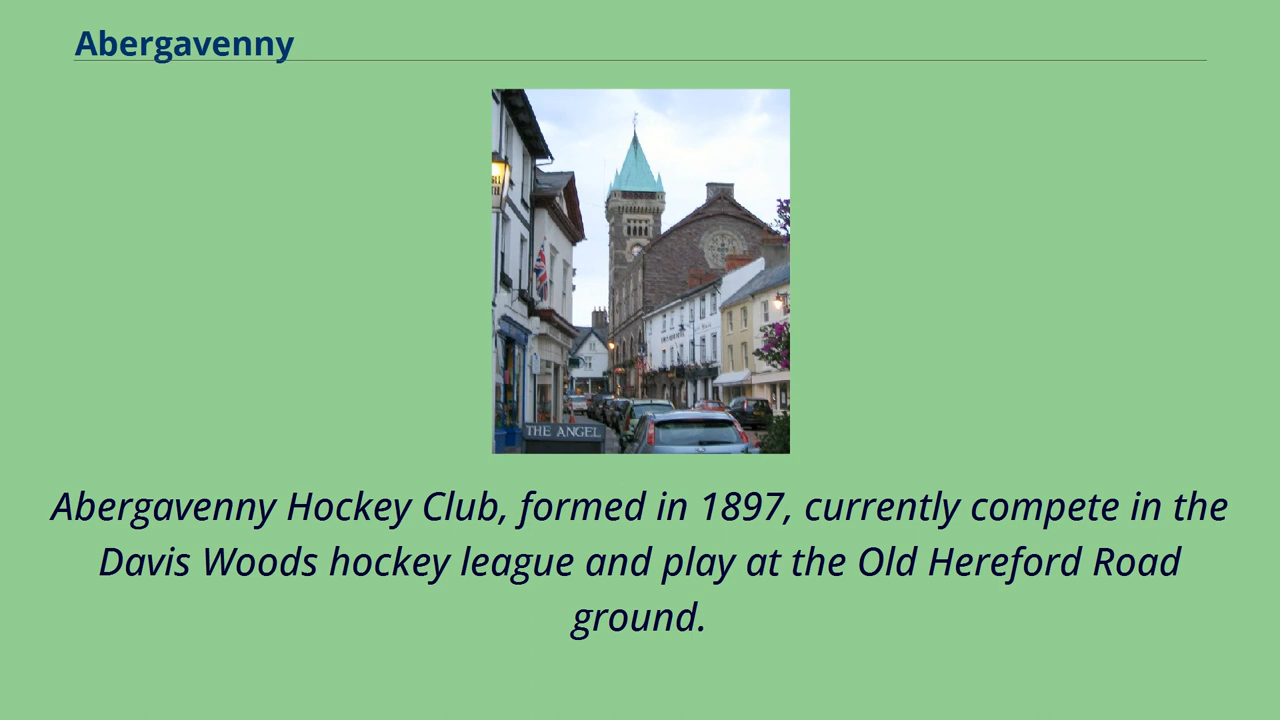 Abergavenny
THE ANGEL
Abergavenny Hockey Club, formed in 1897, currently compete in the
Davis Woods hockey league and play at the Old Hereford Road
ground.